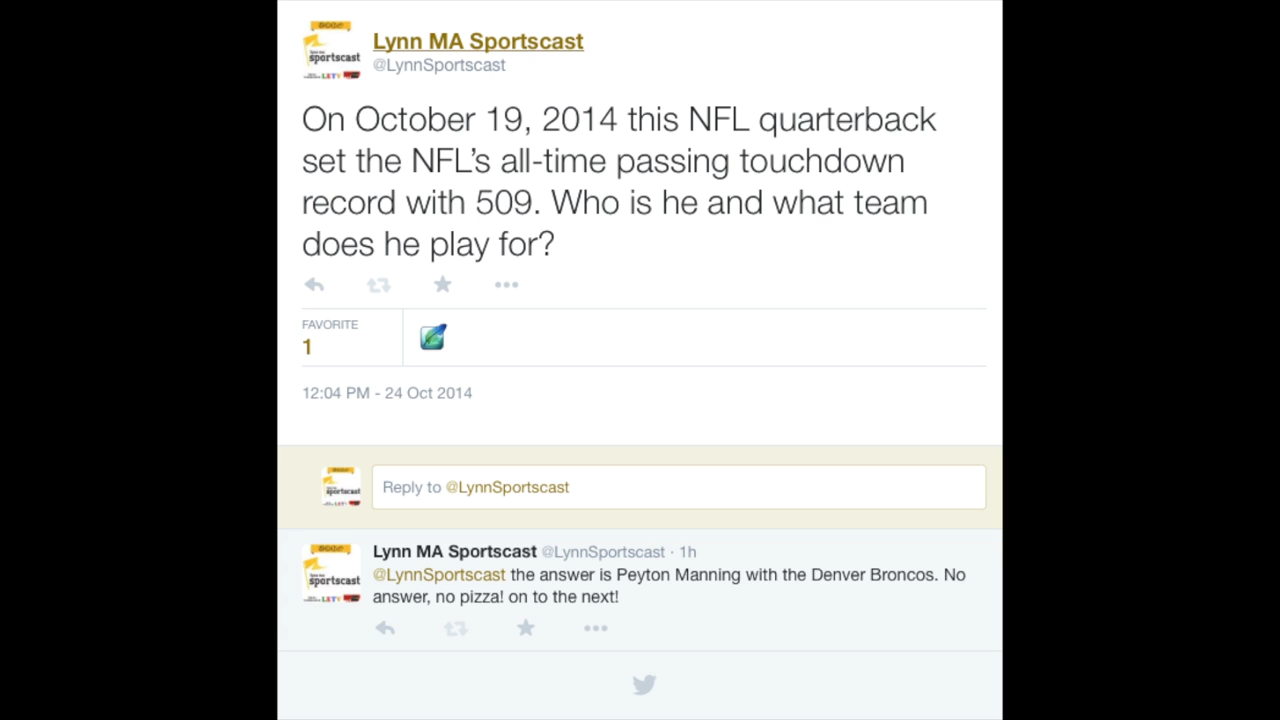 Lynn MA Sportscast
@LynnSportscast
On October 19, 2014 this NFL quarterback
set the NFL’s all-time passing touchdown
record with 509. Who is he and what team
does he play for?
FAVORITE
1
12:04 PM - 24 Oct 2014
Reply to @LynnSportscast
Lynn MA Sportscast @LynnSportscast · 1h
@LynnSportscast the answer is Peyton Manning with the Denver Broncos. No
answer, no pizza! on to the next!
sportscast
sportscast
sportscast